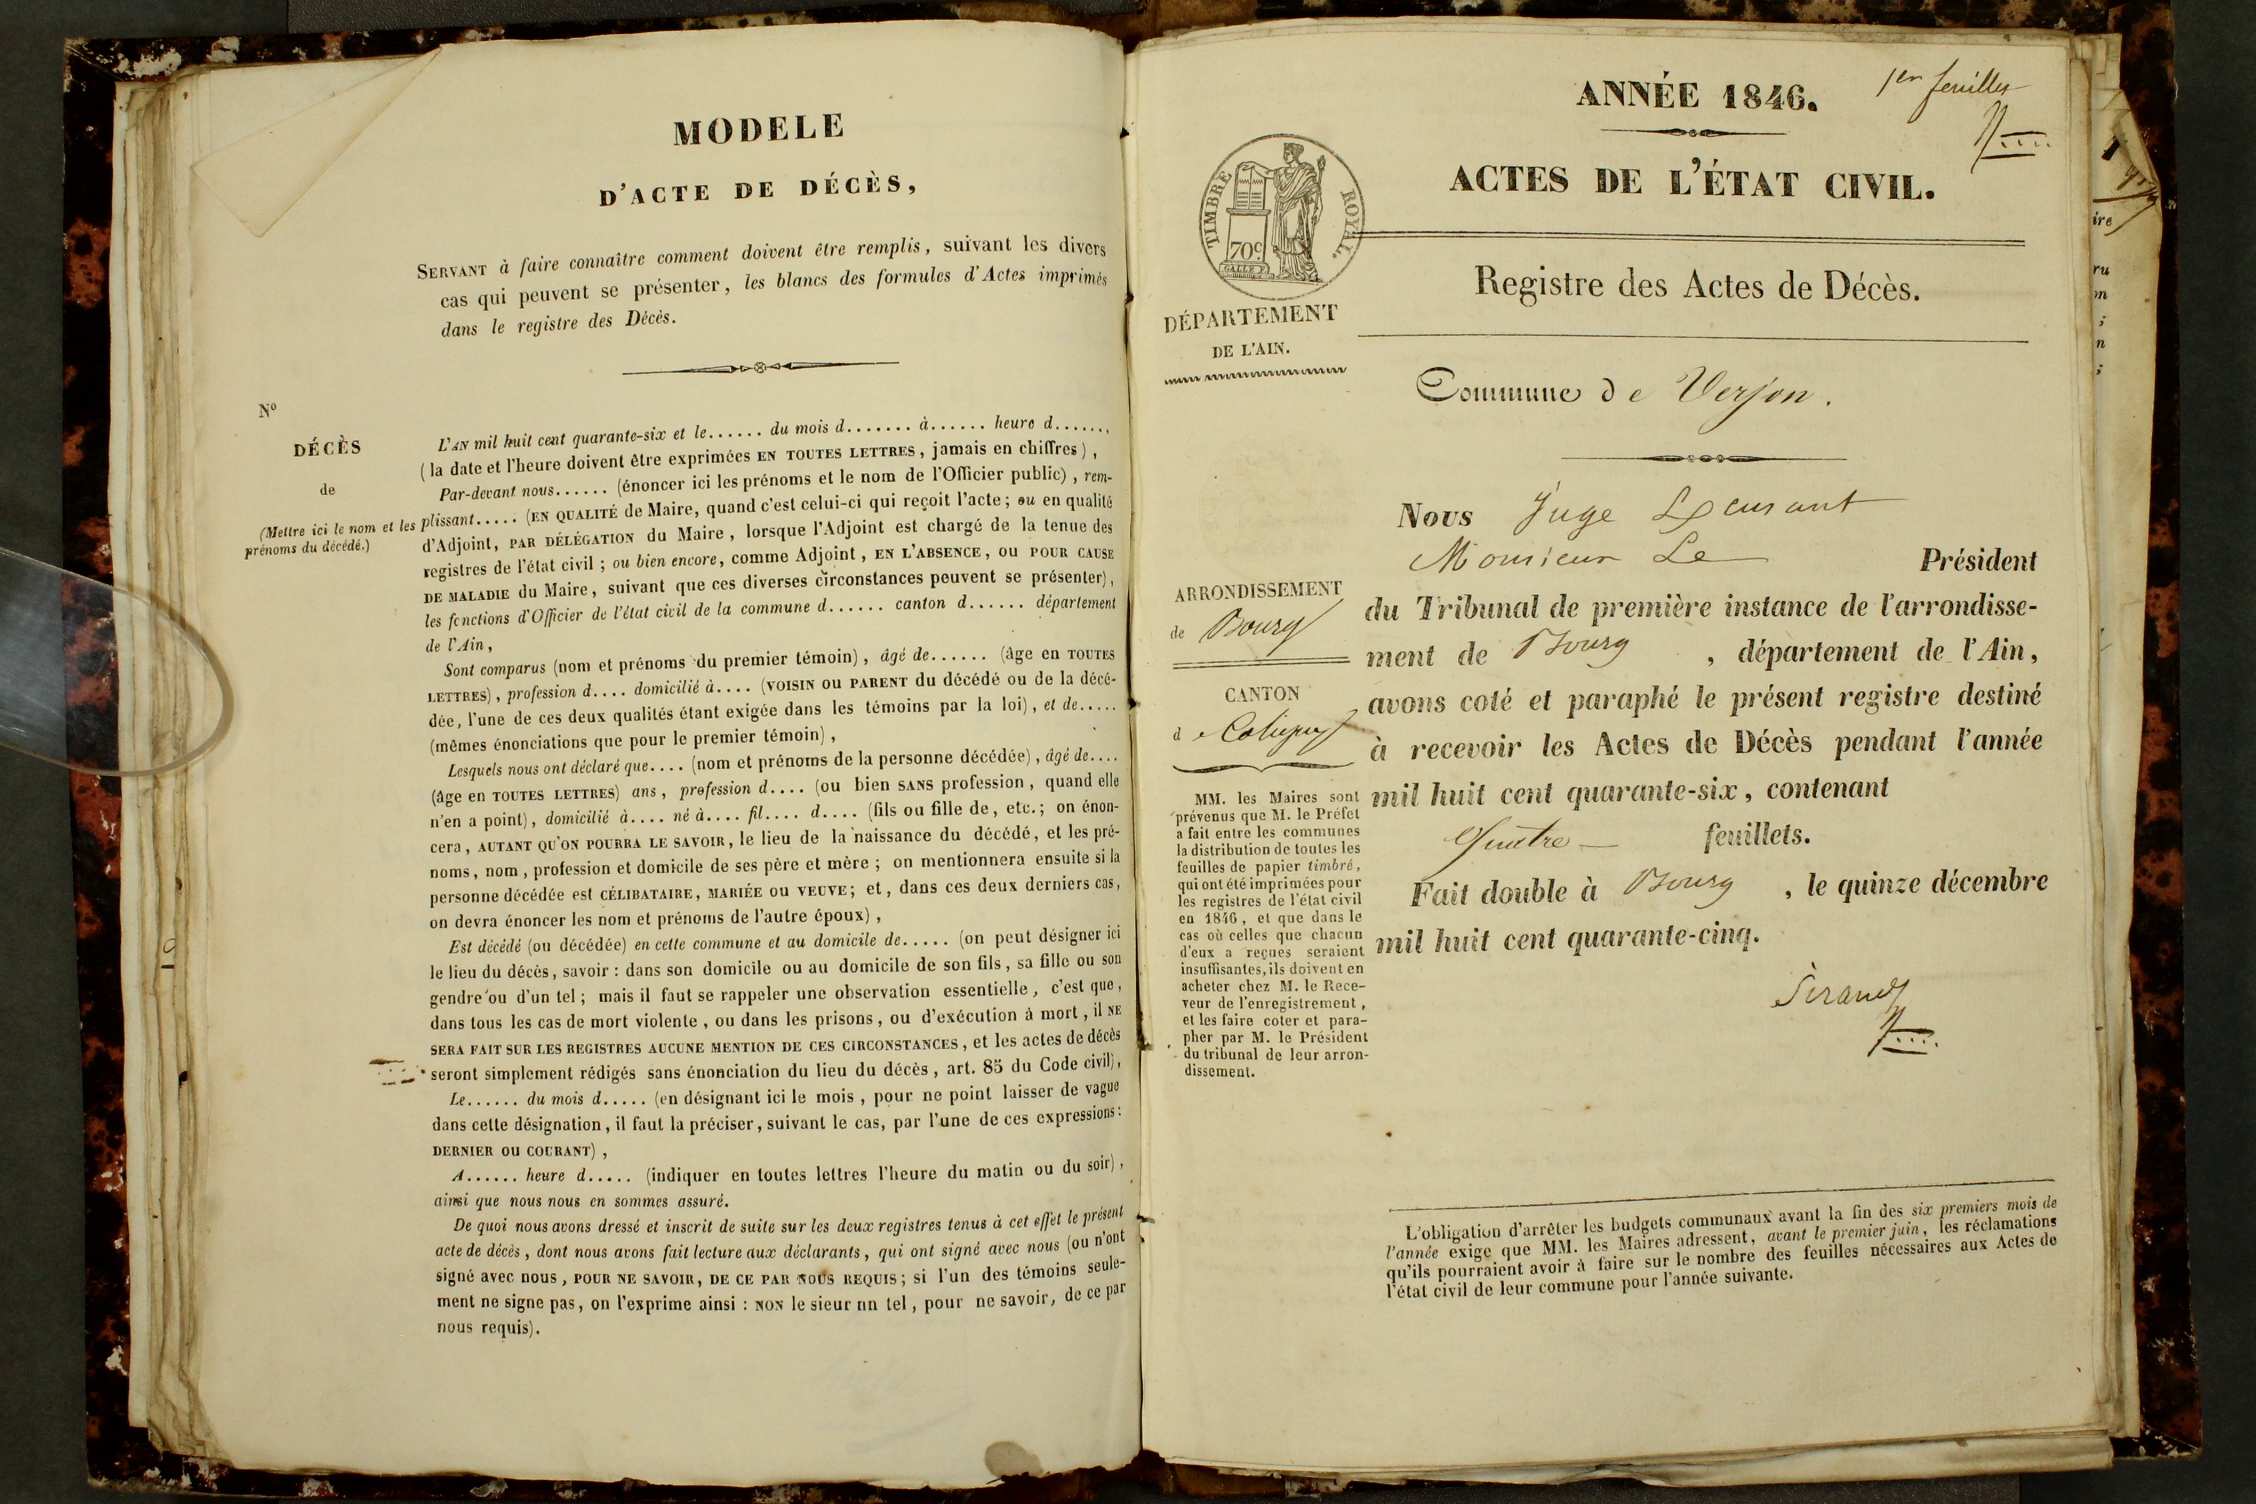 MODELE
D'ACTE DE DÉCÈS,
SERVANT à faire connaître comment doivent être remplis, suivant les divers
cas qui peuvent se présenter, les blancs des formules d'Actes imprimés
dans le registre des Décès.
No
DÉCÈS
de
(Mettre ici le nom et les
prénoms du décédé.)
L'AN mil huit cent quarante-six et le...... du mois d....... à...... heure d.......
(la date et l'heure doivent être exprimées EN TOUTES LETTRES, jamais en chiffres),
Par-devant nous...... (énoncer ici les prénoms et le nom de l'Officier public), rem-
plissant..... (EN QUALITÉ de Maire, quand c'est celui-ci qui reçoit l'acte; ou en qualité
d'Adjoint, PAR DÉLÉGATION du Maire, lorsque l'Adjoint est chargé de la tenue des
registres de l'état civil; ou bien encore, comme Adjoint, EN L'ABSENCE, OU POUR CAUSE
DE MALADIE du Maire, suivant que ces diverses circonstances peuvent se présenter),
les fonctions d'Officier de l'état civil de la commune d...... canton d...... département
de l'Ain,
Sont comparus (nom et prénoms du premier témoin), âgé de...... (âge en TOUTES
LETTRES), profession d.... domicilié à.... (VOISIN OU PARENT du décédé ou de la décé-
dée, l'une de ces deux qualités étant exigée dans les témoins par la loi), et de.....
(mêmes énonciations que pour le premier témoin),
Lesquels nous ont déclaré que.... (nom et prénoms de la personne décédée), âgé de....
(âge en TOUTES LETTRES) ans, profession d.... (ou bien SANS profession, quand elle
n'en a point), domicilié à.... né à.... fil.... d.... (fils ou fille de, etc.; on énon-
cera, AUTANT QU'ON POURRA LE SAVOIR, le lieu de la naissance du décédé, et les pré-
noms, nom, profession et domicile de ses père et mère; on mentionnera ensuite si la
personne décédée est CÉLIBATAIRE, MARIÉE OU VEUVE; et, dans ces deux derniers cas,
on devra énoncer les nom et prénoms de l'autre époux),
Est décédé (ou décédée) en cette commune et au domicile de..... (on peut désigner ici
le lieu du décès, savoir: dans son domicile ou au domicile de son fils, sa fille ou son
gendre ou d'un tel; mais il faut se rappeler une observation essentielle, c'est que,
dans tous les cas de mort violente, ou dans les prisons, ou d'exécution à mort, il NE
SERA FAIT SUR LES REGISTRES AUCUNE MENTION DE CES CIRCONSTANCES, et les actes de décès
seront simplement rédigés sans énonciation du lieu du décès, art. 85 du Code civil),
Le...... du mois d..... (en désignant ici le mois, pour ne point laisser de vague
dans cette désignation, il faut la préciser, suivant le cas, par l'une de ces expressions:
DERNIER OU COURANT),
A...... heure d..... (indiquer en toutes lettres l'heure du matin ou du soir),
ainsi que nous nous en sommes assuré.
De quoi nous avons dressé et inscrit de suite sur les deux registres tenus à cet effet le présent
acte de décès, dont nous avons fait lecture aux déclarants, qui ont signé avec nous (ou n'ont
signé avec nous, POUR NE SAVOIR, DE CE PAR NOUS REQUIS; si l'un des témoins seule-
ment ne signe pas, on l'exprime ainsi: NON le sieur un tel, pour ne savoir, de ce par
nous requis).
1er feuillet
ANNÉE 1846.
ACTES DE L'ÉTAT CIVIL.
TIMBRE ROYAL.
70c.
DÉPARTEMENT
DE L'AIN.
Registre des Actes de Décès.
Commune de Verjon.
Nous Juge
Monsieur Le Président
du Tribunal de première instance de l'arrondisse-
ment de Bourg, département de l'Ain,
avons coté et paraphé le présent registre destiné
à recevoir les Actes de Décès pendant l'année
mil huit cent quarante-six, contenant
Quatre feuillets.
Fait double à Bourg, le quinze décembre
mil huit cent quarante-cinq.
ARRONDISSEMENT
de Bourg
CANTON
de Coligny
MM. les Maires sont
prévenus que M. le Préfet
a fait entre les communes
la distribution de toutes les
feuilles de papier timbré,
qui ont été imprimées pour
les registres de l'état civil
en 1846, et que dans le
cas où celles que chacun
d'eux a reçues seraient
insuffisantes, ils doivent en
acheter chez M. le Rece-
veur de l'enregistrement,
et les faire coter et para-
pher par M. le Président
du tribunal de leur arron-
dissement.
L'obligation d'arrêter les budgets communaux avant la fin des six premiers mois de
l'année exige que MM. les Maires adressent, avant le premier juin, les réclamations
qu'ils pourraient avoir à faire sur le nombre des feuilles nécessaires aux Actes de
l'état civil de leur commune pour l'année suivante.